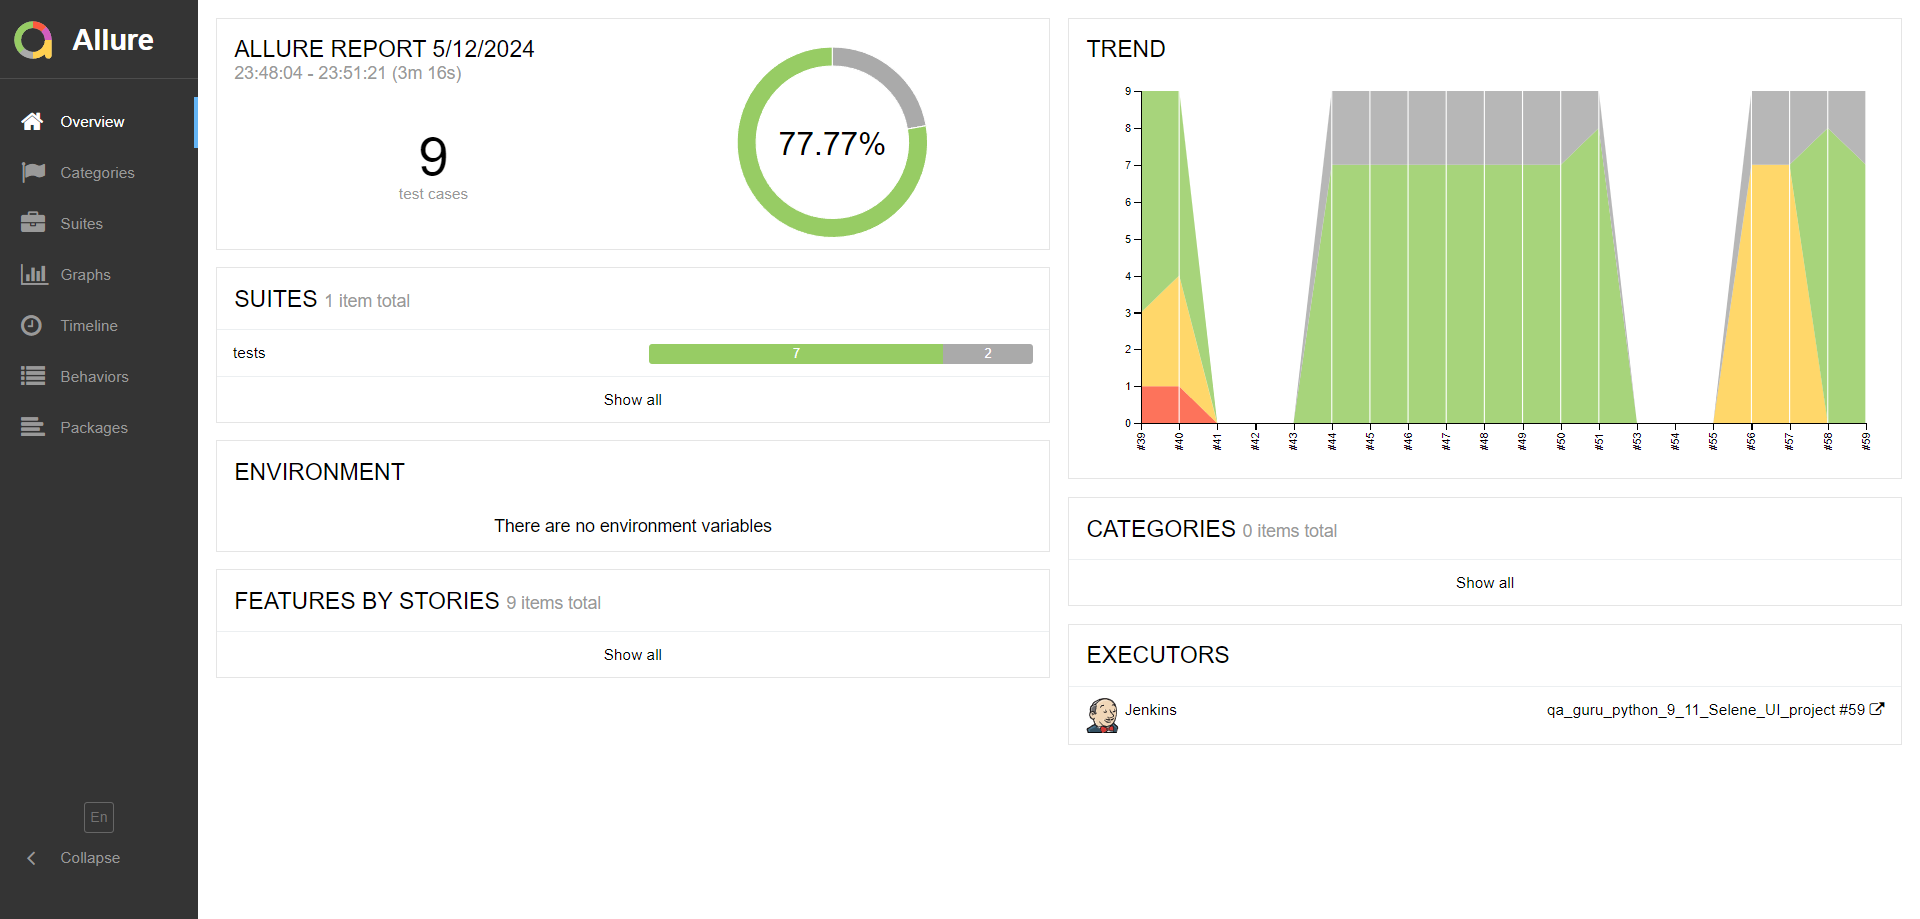 Allure
Overview
Categories
Suites
Graphs
Timeline
Behaviors
Packages
En
Collapse
ALLURE REPORT 5/12/2024
23:48:04 - 23:51:21 (3m 16s)
9
test cases
77.77%
SUITES 1 item total
tests
7
2
Show all
ENVIRONMENT
There are no environment variables
FEATURES BY STORIES 9 items total
Show all
TREND
9
8
7
6
5
4
3
2
1
0
#39
#40
#41
#42
#43
#44
#45
#46
#47
#48
#49
#50
#51
#53
#54
#55
#56
#57
#58
#59
CATEGORIES 0 items total
Show all
EXECUTORS
Jenkins
qa_guru_python_9_11_Selene_UI_project #59